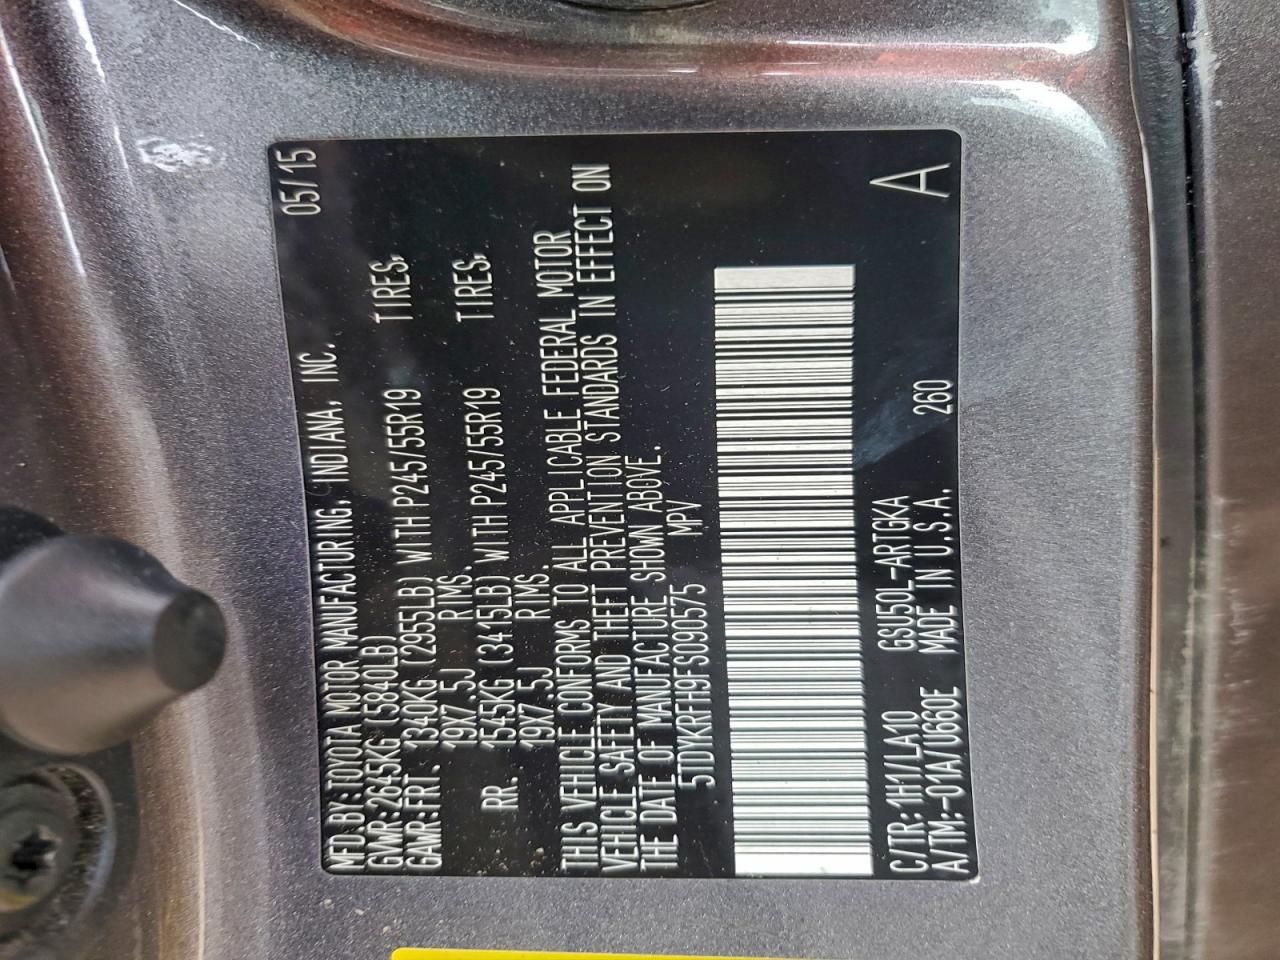 MFD.BY:TOYOTA MOTOR MANUFACTURING, INDIANA, INC. 05/15
GVWR:2645KG (5840LB)
GAWR:FRT. 1340KG (2955LB) WITH P245/55R19 TIRES,
19X7.5J RIMS.
RR. 1545KG (3415LB) WITH P245/55R19 TIRES,
19X7.5J RIMS.
THIS VEHICLE CONFORMS TO ALL APPLICABLE FEDERAL MOTOR
VEHICLE SAFETY AND THEFT PREVENTION STANDARDS IN EFFECT ON
THE DATE OF MANUFACTURE SHOWN ABOVE.
5TDYKRFH9FS090575 MPV
C/TR:1H1/LA10 GSU50L-ARTGKA
A/TM:-01A/U660E MADE IN U.S.A. 260 A